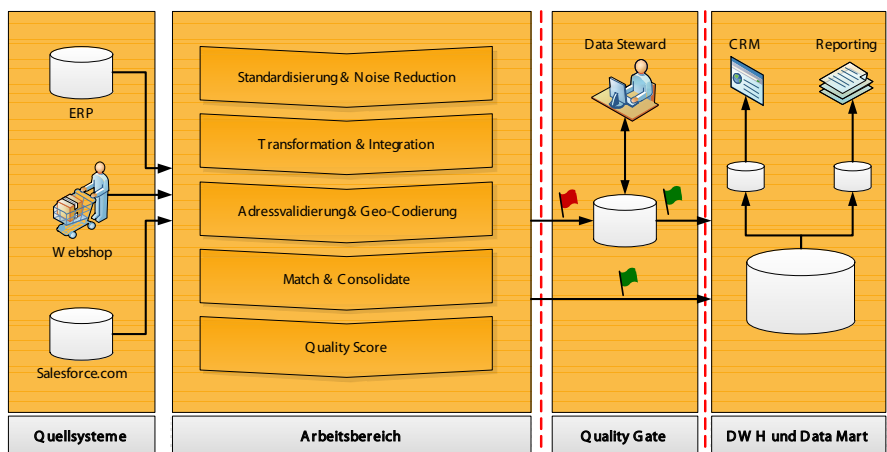 ERP
Webshop
Salesforce.com
Quellsysteme
Standardisierung & Noise Reduction
Transformation & Integration
Adressvalidierung & Geo-Codierung
Match & Consolidate
Quality Score
Arbeitsbereich
Data Steward
Quality Gate
CRM
Reporting
DWH und Data Mart